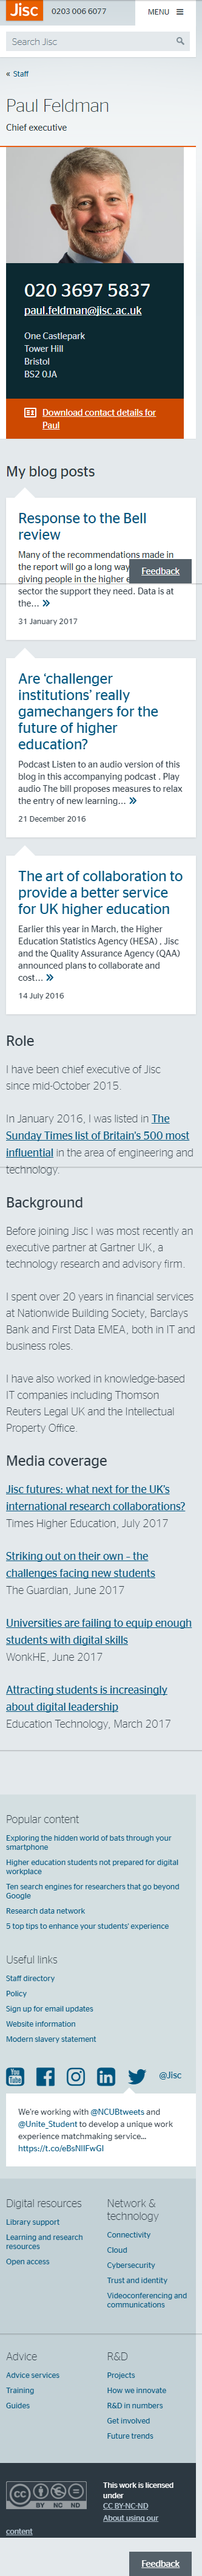 Jisc
0203 006 6077
MENU
Search Jisc
« Staff
Paul Feldman
Chief executive
020 3697 5837
paul.feldman@jisc.ac.uk
One Castlepark
Tower Hill
Bristol
BS2 0JA
Download contact details for
Paul
My blog posts
Response to the Bell
review
Many of the recommendations made in
the report will go a long way
giving people in the higher e
sector the support they need. Data is at
the... »
Feedback
31 January 2017
Are ‘challenger
institutions’ really
gamechangers for the
future of higher
education?
Podcast Listen to an audio version of this
blog in this accompanying podcast . Play
audio The bill proposes measures to relax
the entry of new learning... »
21 December 2016
The art of collaboration to
provide a better service
for UK higher education
Earlier this year in March, the Higher
Education Statistics Agency (HESA) , Jisc
and the Quality Assurance Agency (QAA)
announced plans to collaborate and
cost... »
14 July 2016
Role
I have been chief executive of Jisc
since mid-October 2015.
In January 2016, I was listed in The
Sunday Times list of Britain's 500 most
influential in the area of engineering and
technology.
Background
Before joining Jisc I was most recently an
executive partner at Gartner UK, a
technology research and advisory firm.
I spent over 20 years in financial services
at Nationwide Building Society, Barclays
Bank and First Data EMEA, both in IT and
business roles.
I have also worked in knowledge-based
IT companies including Thomson
Reuters Legal UK and the Intellectual
Property Office.
Media coverage
Jisc futures: what next for the UK's
international research collaborations?
Times Higher Education, July 2017
Striking out on their own – the
challenges facing new students
The Guardian, June 2017
Universities are failing to equip enough
students with digital skills
WonkHE, June 2017
Attracting students is increasingly
about digital leadership
Education Technology, March 2017
Popular content
Exploring the hidden world of bats through your
smartphone
Higher education students not prepared for digital
workplace
Ten search engines for researchers that go beyond
Google
Research data network
5 top tips to enhance your students' experience
Useful links
Staff directory
Policy
Sign up for email updates
Website information
Modern slavery statement
You
Tube
@Jisc
We're working with @NCUBtweets and
@Unite_Student to develop a unique work
experience matchmaking service...
https://t.co/eBsNIIFwGI
Digital resources
Library support
Learning and research
resources
Open access
Network &
technology
Connectivity
Cloud
Cybersecurity
Trust and identity
Videoconferencing and
communications
Advice
Advice services
Training
Guides
R&D
Projects
How we innovate
R&D in numbers
Get involved
Future trends
CC
BY NC ND
This work is licensed
under
CC BY-NC-ND
About using our
content
Feedback